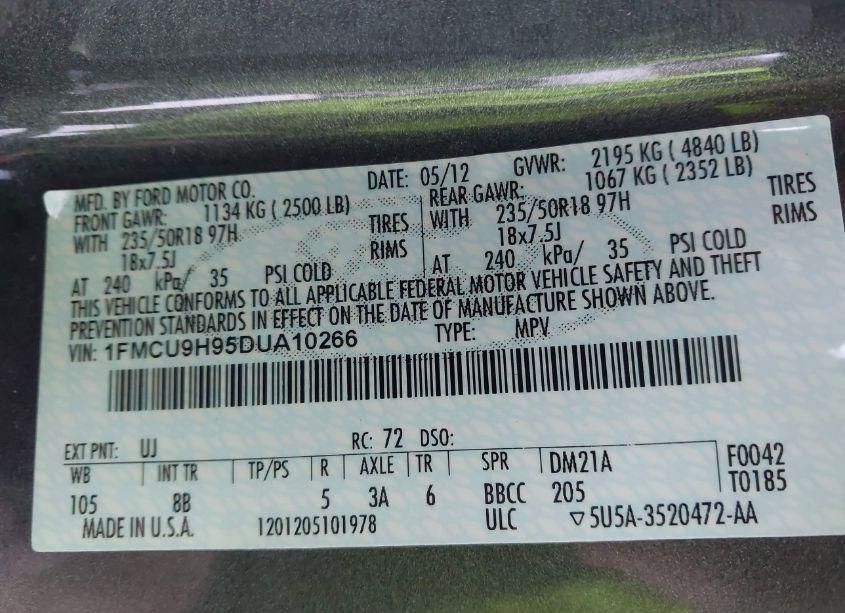 MFD. BY FORD MOTOR CO. DATE: 05/12 GVWR: 2195 KG ( 4840 LB)
FRONT GAWR: 1134 KG ( 2500 LB) REAR GAWR: 1067 KG ( 2352 LB)
WITH 235/50R18 97H TIRES WITH 235/50R18 97H TIRES
18x7.5J RIMS 18x7.5J RIMS
AT 240 kPa/ 35 PSI COLD AT 240 kPa/ 35 PSI COLD
THIS VEHICLE CONFORMS TO ALL APPLICABLE FEDERAL MOTOR VEHICLE SAFETY AND THEFT
PREVENTION STANDARDS IN EFFECT ON THE DATE OF MANUFACTURE SHOWN ABOVE.
VIN: 1FMCU9H95DUA10266 TYPE: MPV
EXT PNT: UJ RC: 72 DSO:
WB INT TR TP/PS R AXLE TR SPR DM21A F0042
105 8B 5 3A 6 BBCC 205 T0185
MADE IN U.S.A. 1201205101978 ULC ▽5U5A-3520472-AA